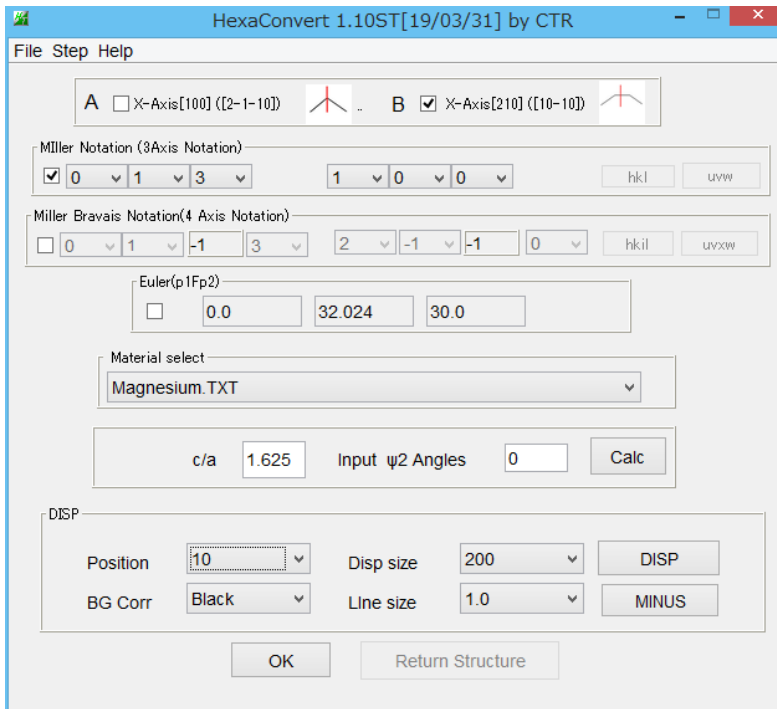 HexaConvert 1.10ST[19/03/31] by CTR
File Step Help
A X-Axis[100] ([2-1-10]) .. B X-Axis[210] ([10-10])
MIller Notation (3Axis Notation)
0 1 3 1 0 0 hkl uvw
Miller Bravais Notation(4 Axis Notation)
0 1 -1 3 2 -1 -1 0 hkil uvxw
Euler(p1Fp2)
0.0 32.024 30.0
Material select
Magnesium.TXT
c/a 1.625 Input ψ2 Angles 0 Calc
DISP
Position 10 Disp size 200 DISP
BG Corr Black LIne size 1.0 MINUS
OK Return Structure